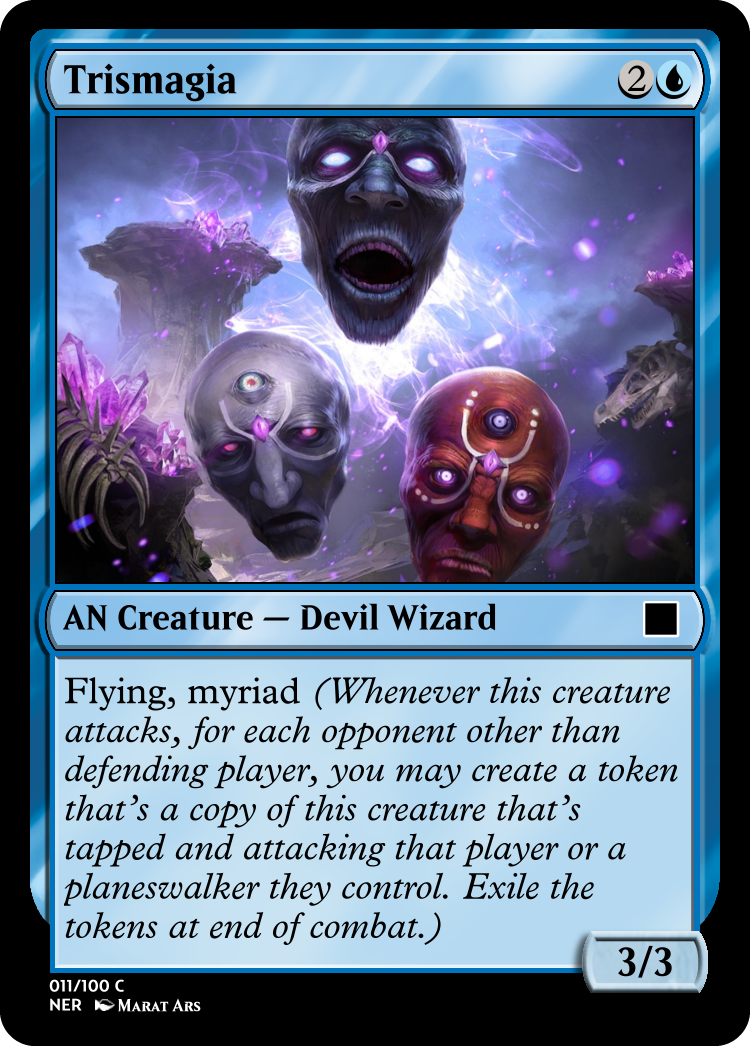 Trismagia 2
AN Creature — Devil Wizard
Flying, myriad (Whenever this creature
attacks, for each opponent other than
defending player, you may create a token
that's a copy of this creature that's
tapped and attacking that player or a
planeswalker they control. Exile the
tokens at end of combat.)
3/3
011/100 C
NER Marat Ars